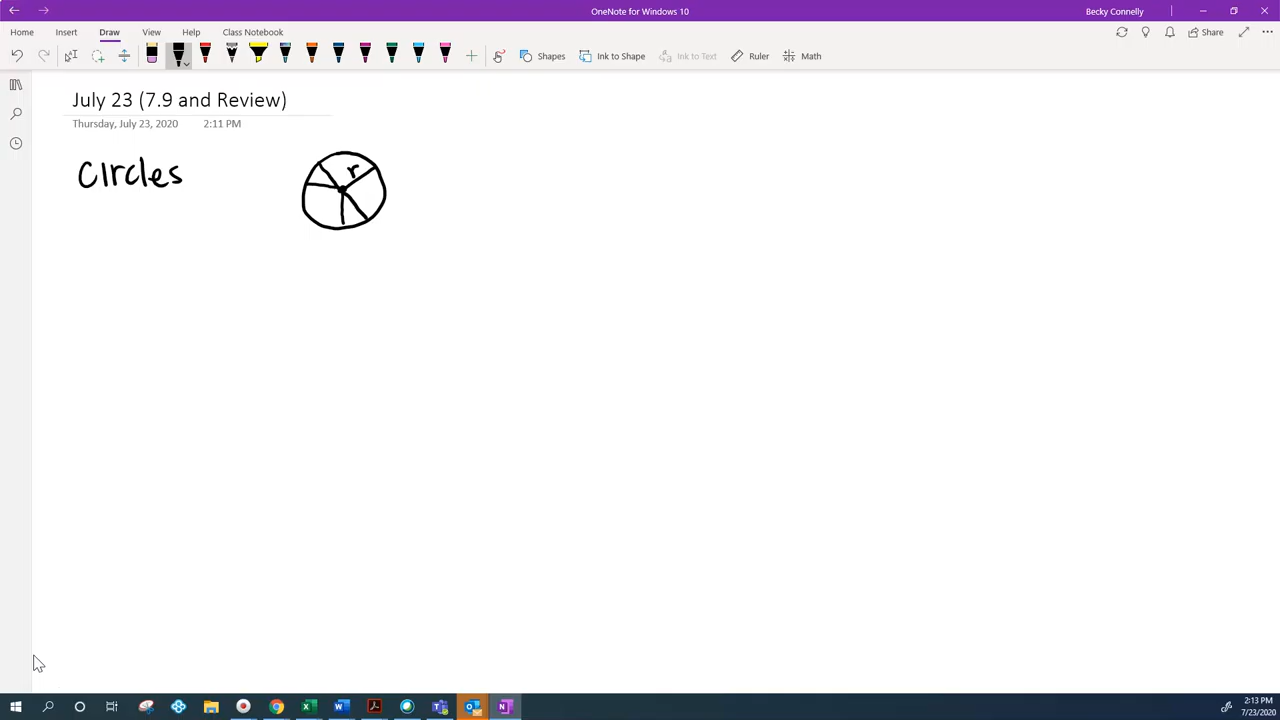 OneNote for Windows 10
Becky Connelly
Home Insert Draw View Help Class Notebook
Share
Shapes Ink to Shape Ink to Text Ruler Math
July 23 (7.9 and Review)
Thursday, July 23, 2020 2:11 PM
Circles
r
2:13 PM
7/23/2020